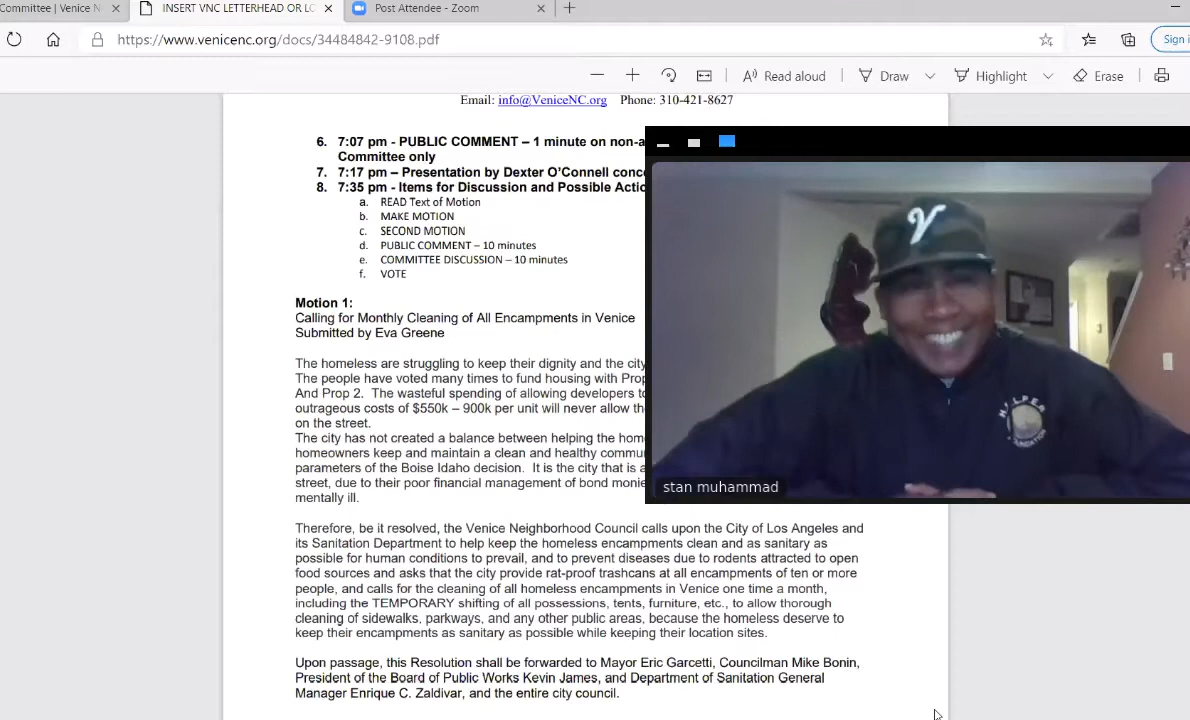 Committee | Venice N
INSERT VNC LETTERHEAD OR LO
Post Attendee - Zoom
https://www.venicenc.org/docs/34484842-9108.pdf
Sign i
Read aloud
Draw
Highlight
Erase
Email: info@VeniceNC.org Phone: 310-421-8627
6. 7:07 pm - PUBLIC COMMENT – 1 minute on non-a
Committee only
7. 7:17 pm – Presentation by Dexter O'Connell conc
8. 7:35 pm - Items for Discussion and Possible Actio
a. READ Text of Motion
b. MAKE MOTION
c. SECOND MOTION
d. PUBLIC COMMENT – 10 minutes
e. COMMITTEE DISCUSSION – 10 minutes
f. VOTE
Motion 1:
Calling for Monthly Cleaning of All Encampments in Venice
Submitted by Eva Greene
The homeless are struggling to keep their dignity and the city
The people have voted many times to fund housing with Prop
And Prop 2. The wasteful spending of allowing developers to
outrageous costs of $550k – 900k per unit will never allow the
on the street.
The city has not created a balance between helping the hom
homeowners keep and maintain a clean and healthy commu
parameters of the Boise Idaho decision. It is the city that is a
street, due to their poor financial management of bond monie
mentally ill.
Therefore, be it resolved, the Venice Neighborhood Council calls upon the City of Los Angeles and
its Sanitation Department to help keep the homeless encampments clean and as sanitary as
possible for human conditions to prevail, and to prevent diseases due to rodents attracted to open
food sources and asks that the city provide rat-proof trashcans at all encampments of ten or more
people, and calls for the cleaning of all homeless encampments in Venice one time a month,
including the TEMPORARY shifting of all possessions, tents, furniture, etc., to allow thorough
cleaning of sidewalks, parkways, and any other public areas, because the homeless deserve to
keep their encampments as sanitary as possible while keeping their location sites.
Upon passage, this Resolution shall be forwarded to Mayor Eric Garcetti, Councilman Mike Bonin,
President of the Board of Public Works Kevin James, and Department of Sanitation General
Manager Enrique C. Zaldivar, and the entire city council.
V
HELPER
FOUNDATION
stan muhammad